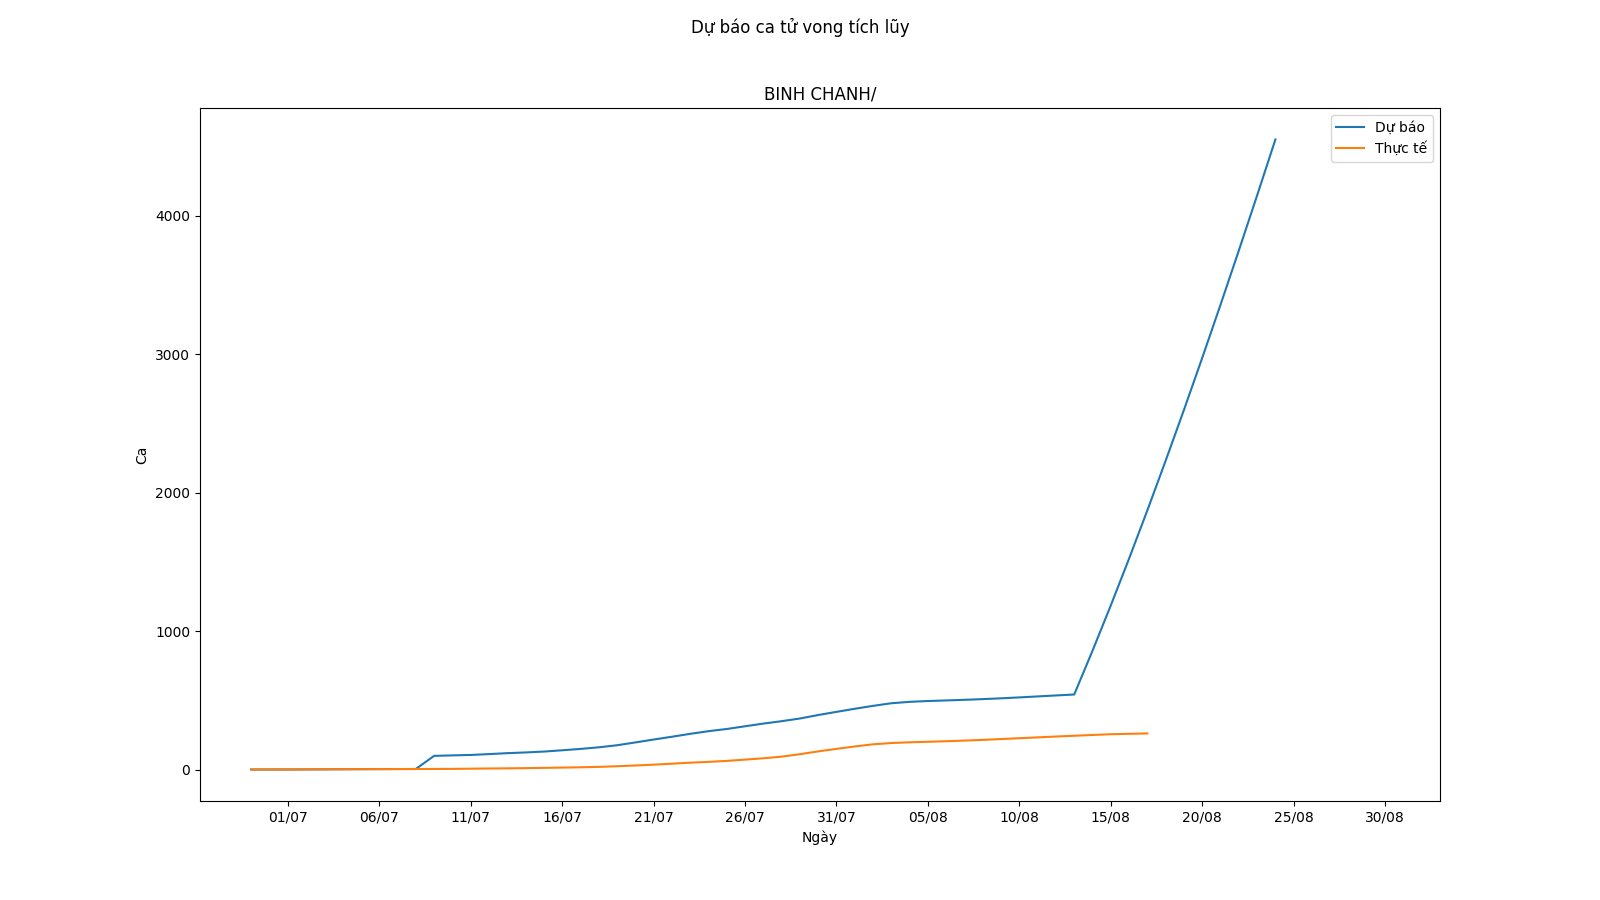 Dự báo ca tử vong tích lũy
BINH CHANH/
Dự báo
Thực tế
4000
3000
2000
1000
0
Ca
01/07 06/07 11/07 16/07 21/07 26/07 31/07 05/08 10/08 15/08 20/08 25/08 30/08
Ngày